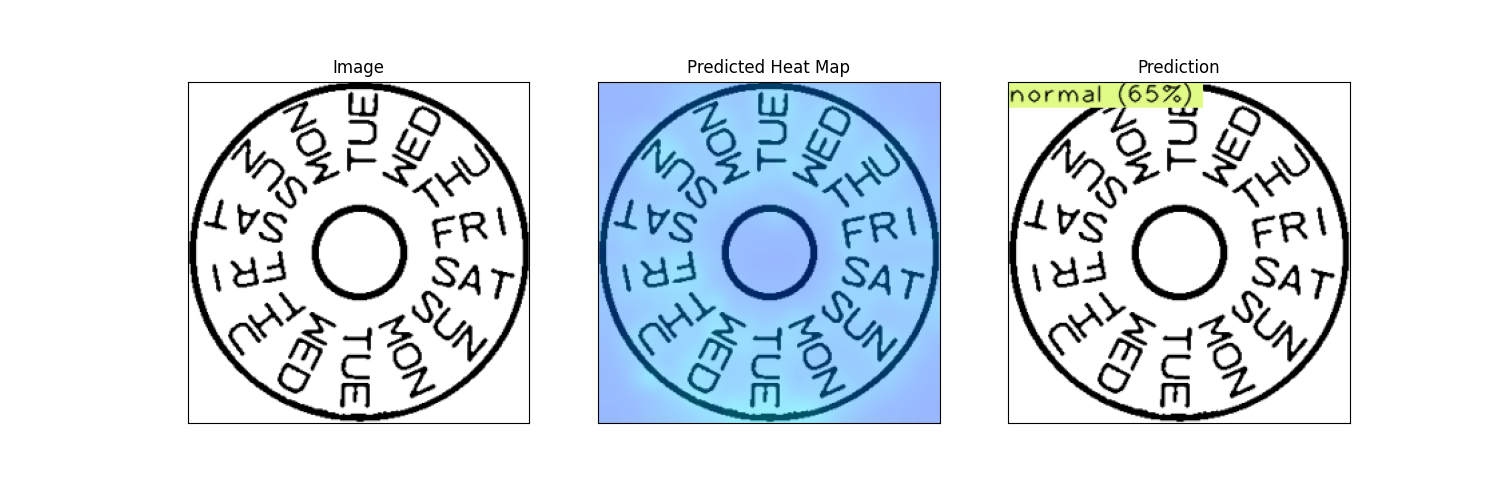 Image
TUE
WED
THU
FRI
SAT
SUN
MON
TUE
WED
THU
FRI
SAT
SUN
MON
Predicted Heat Map
TUE
WED
THU
FRI
SAT
SUN
MON
TUE
WED
THU
FRI
SAT
SUN
MON
Prediction
normal (65%)
TUE
WED
THU
FRI
SAT
SUN
MON
TUE
WED
THU
FRI
SAT
SUN
MON